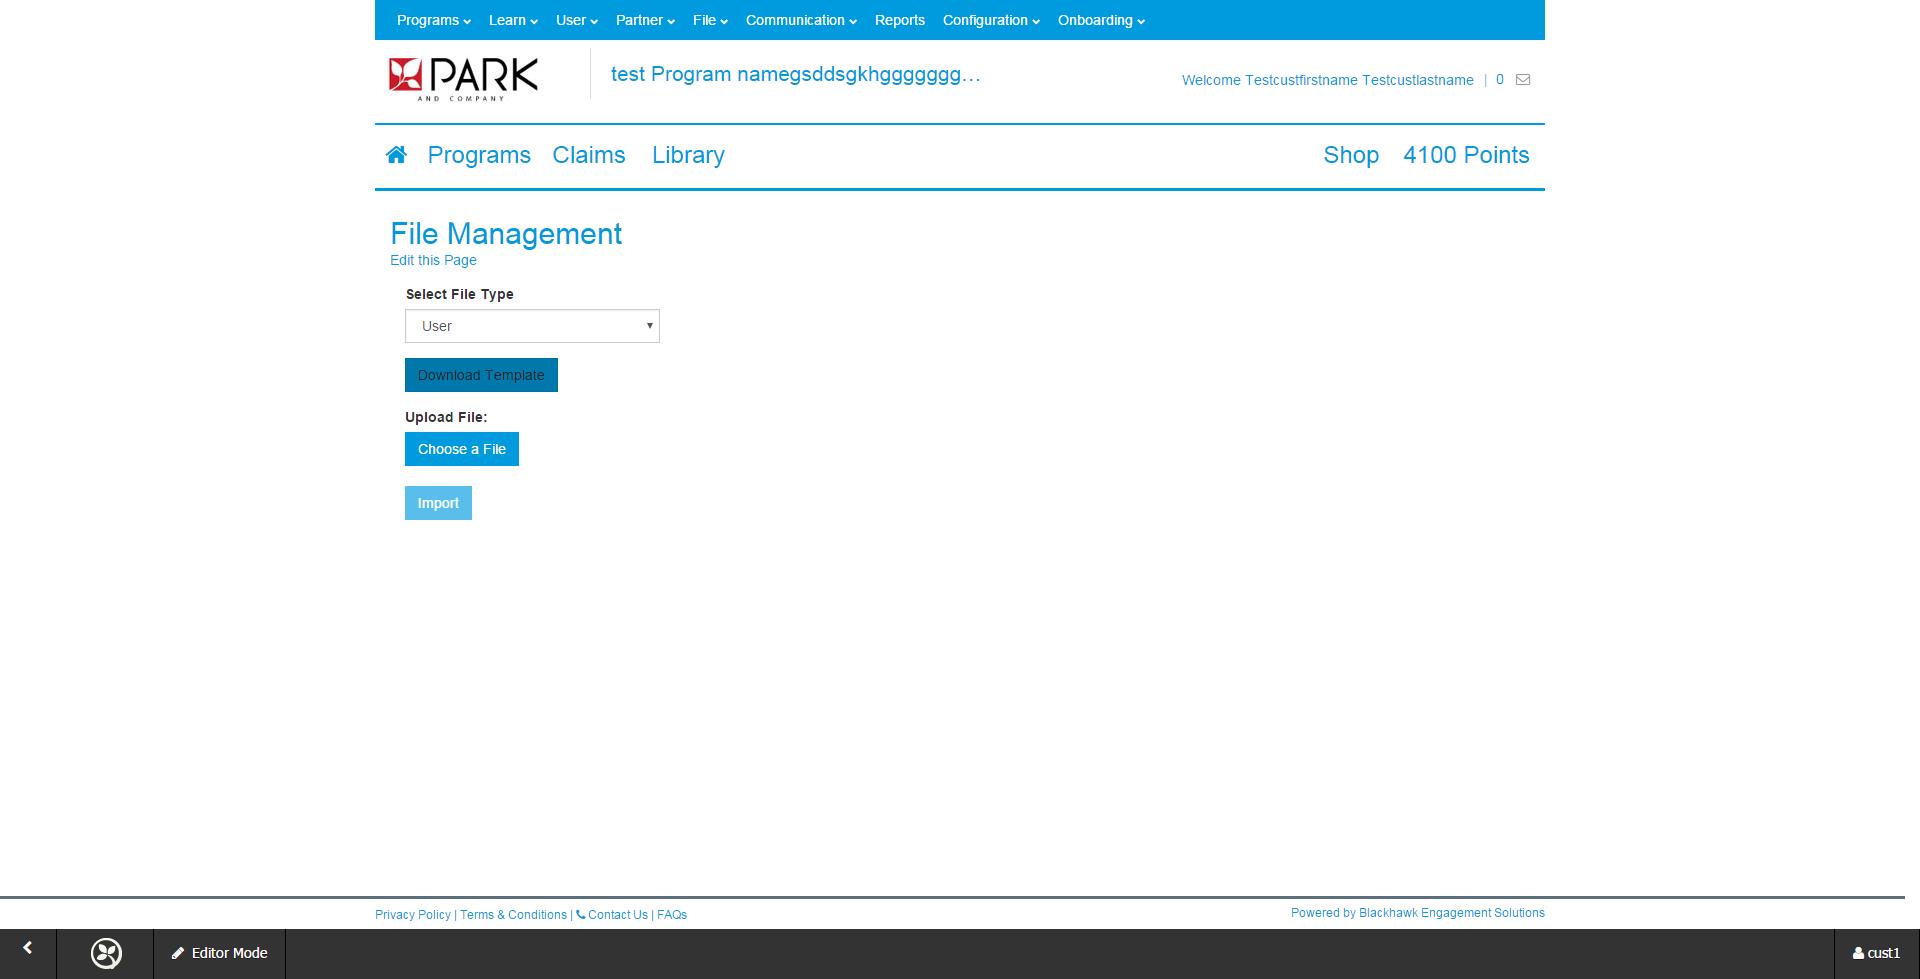 Programs Learn User Partner File Communication Reports Configuration Onboarding
PARK
AND COMPANY
test Program namegsddsgkhggggggg…
Welcome Testcustfirstname Testcustlastname | 0
Programs Claims Library Shop 4100 Points
File Management
Edit this Page
Select File Type
User
Download Template
Upload File:
Choose a File
Import
Privacy Policy | Terms & Conditions | Contact Us | FAQs
Powered by Blackhawk Engagement Solutions
Editor Mode
cust1